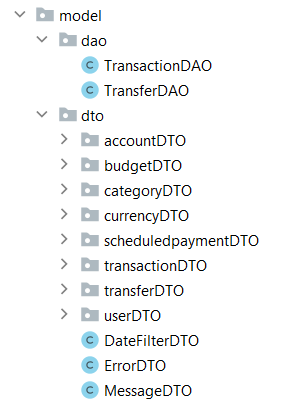 model
dao
TransactionDAO
TransferDAO
dto
accountDTO
budgetDTO
categoryDTO
currencyDTO
scheduledpaymentDTO
transactionDTO
transferDTO
userDTO
DateFilterDTO
ErrorDTO
MessageDTO